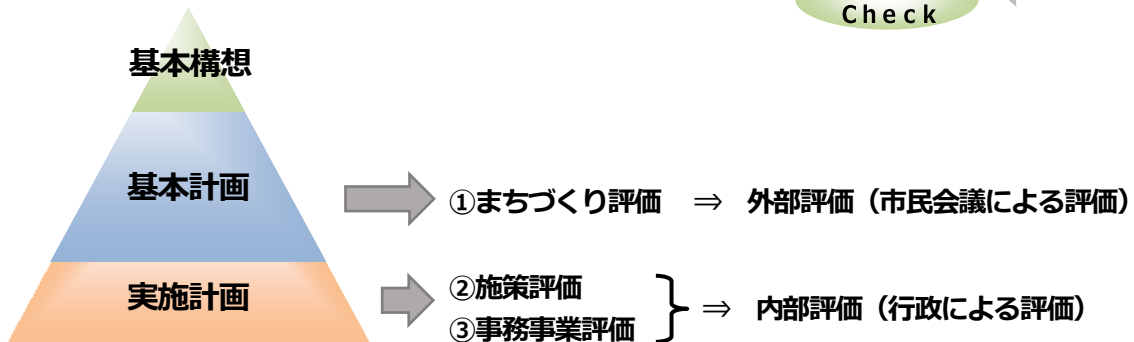 Check
基本構想
基本計画
①まちづくり評価 ⇒ 外部評価（市民会議による評価）
実施計画
②施策評価
③事務事業評価
⇒ 内部評価（行政による評価）